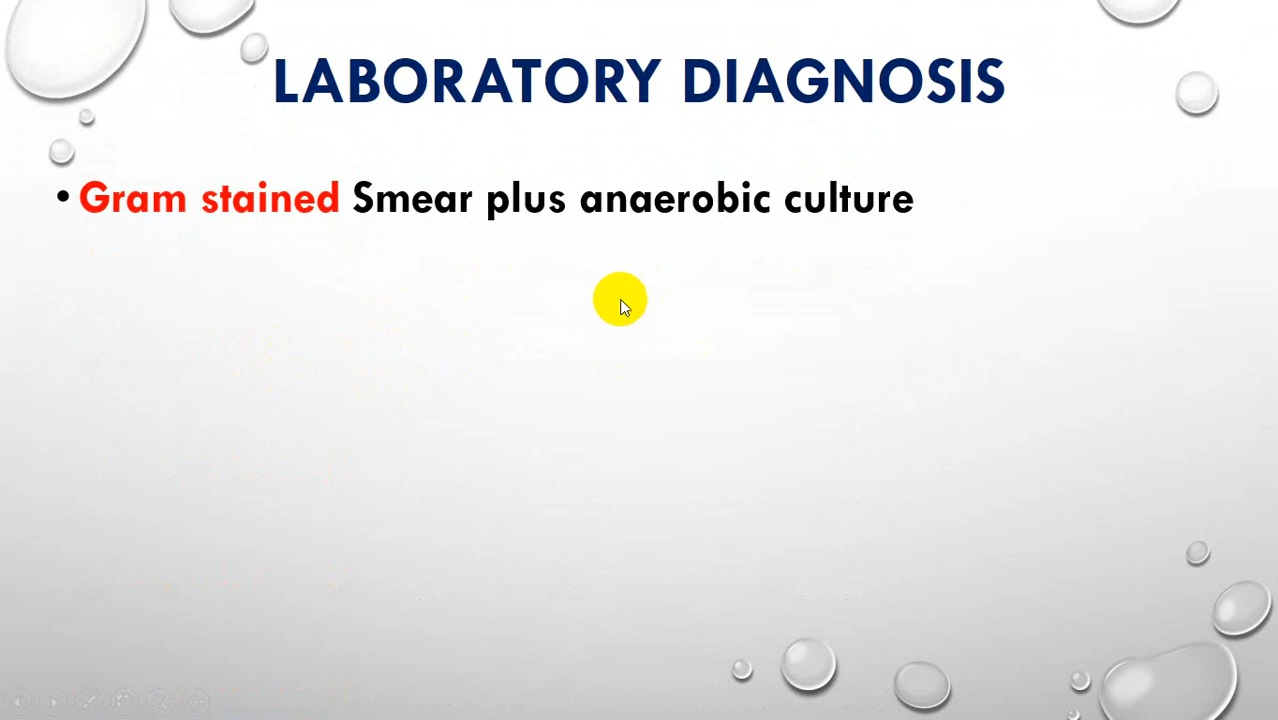 LABORATORY DIAGNOSIS
• Gram stained Smear plus anaerobic culture